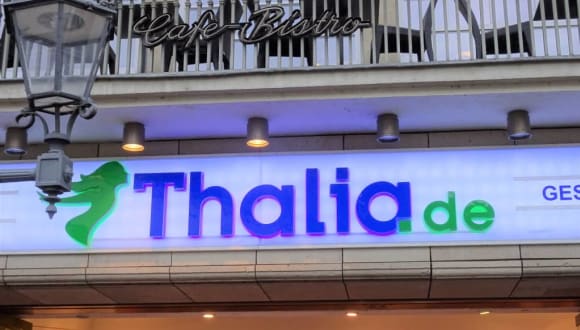 Cafe Bistro
Thalia.de
GES